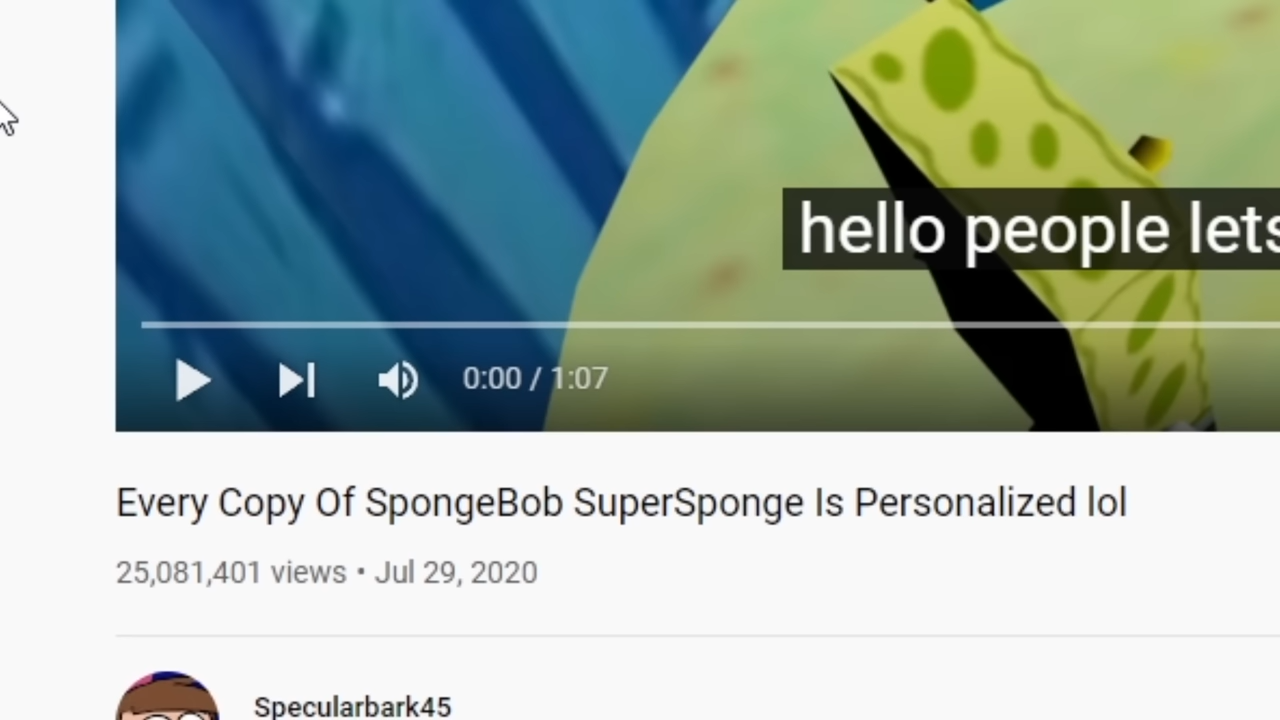 hello people lets
0:00 / 1:07
Every Copy Of SpongeBob SuperSponge Is Personalized lol
25,081,401 views • Jul 29, 2020
Specularbark45